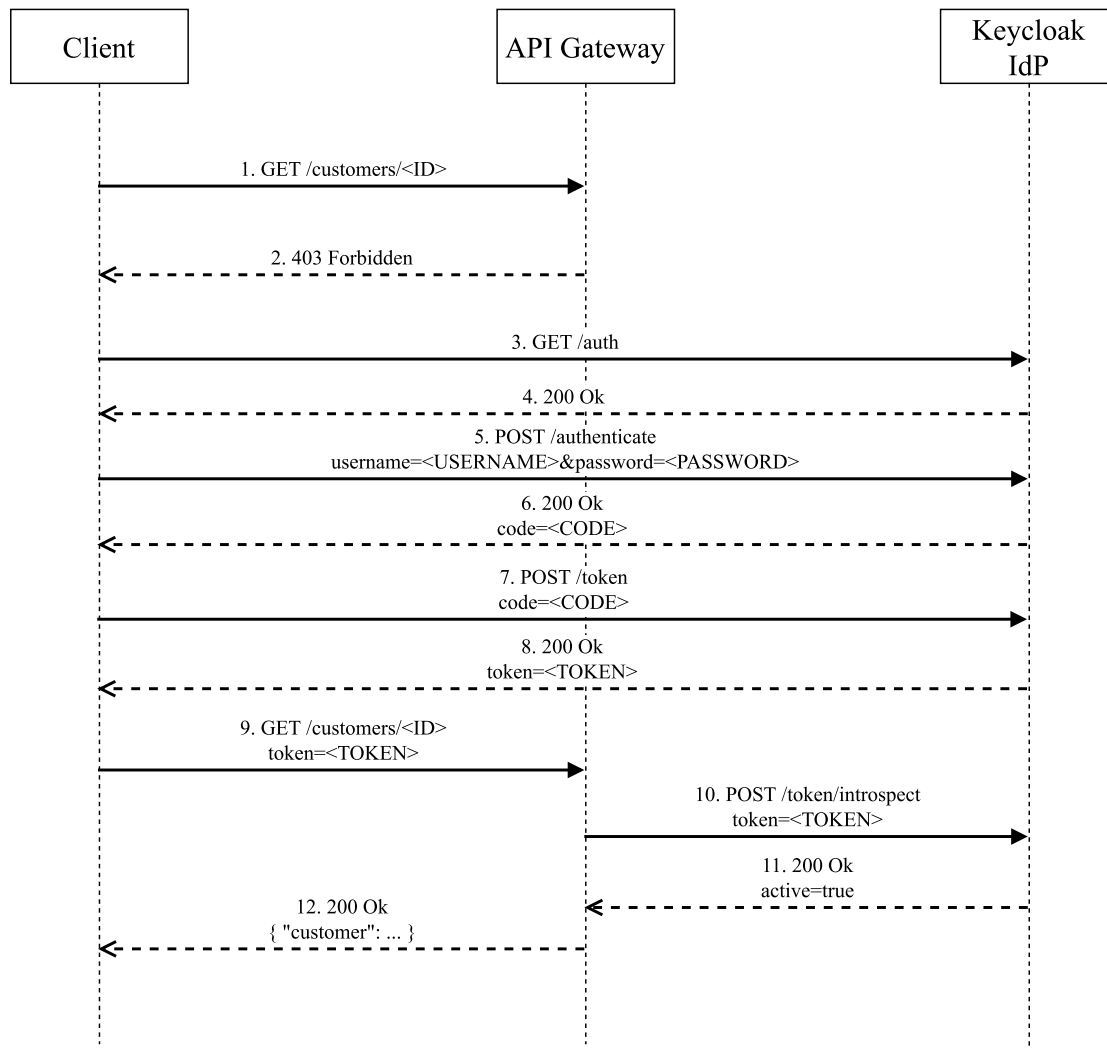 Client
API Gateway
Keycloak
IdP
1. GET /customers/<ID>
2. 403 Forbidden
3. GET /auth
4. 200 Ok
5. POST /authenticate
username=<USERNAME>&password=<PASSWORD>
6. 200 Ok
code=<CODE>
7. POST /token
code=<CODE>
8. 200 Ok
token=<TOKEN>
9. GET /customers/<ID>
token=<TOKEN>
10. POST /token/introspect
token=<TOKEN>
11. 200 Ok
active=true
12. 200 Ok
{ "customer": ... }